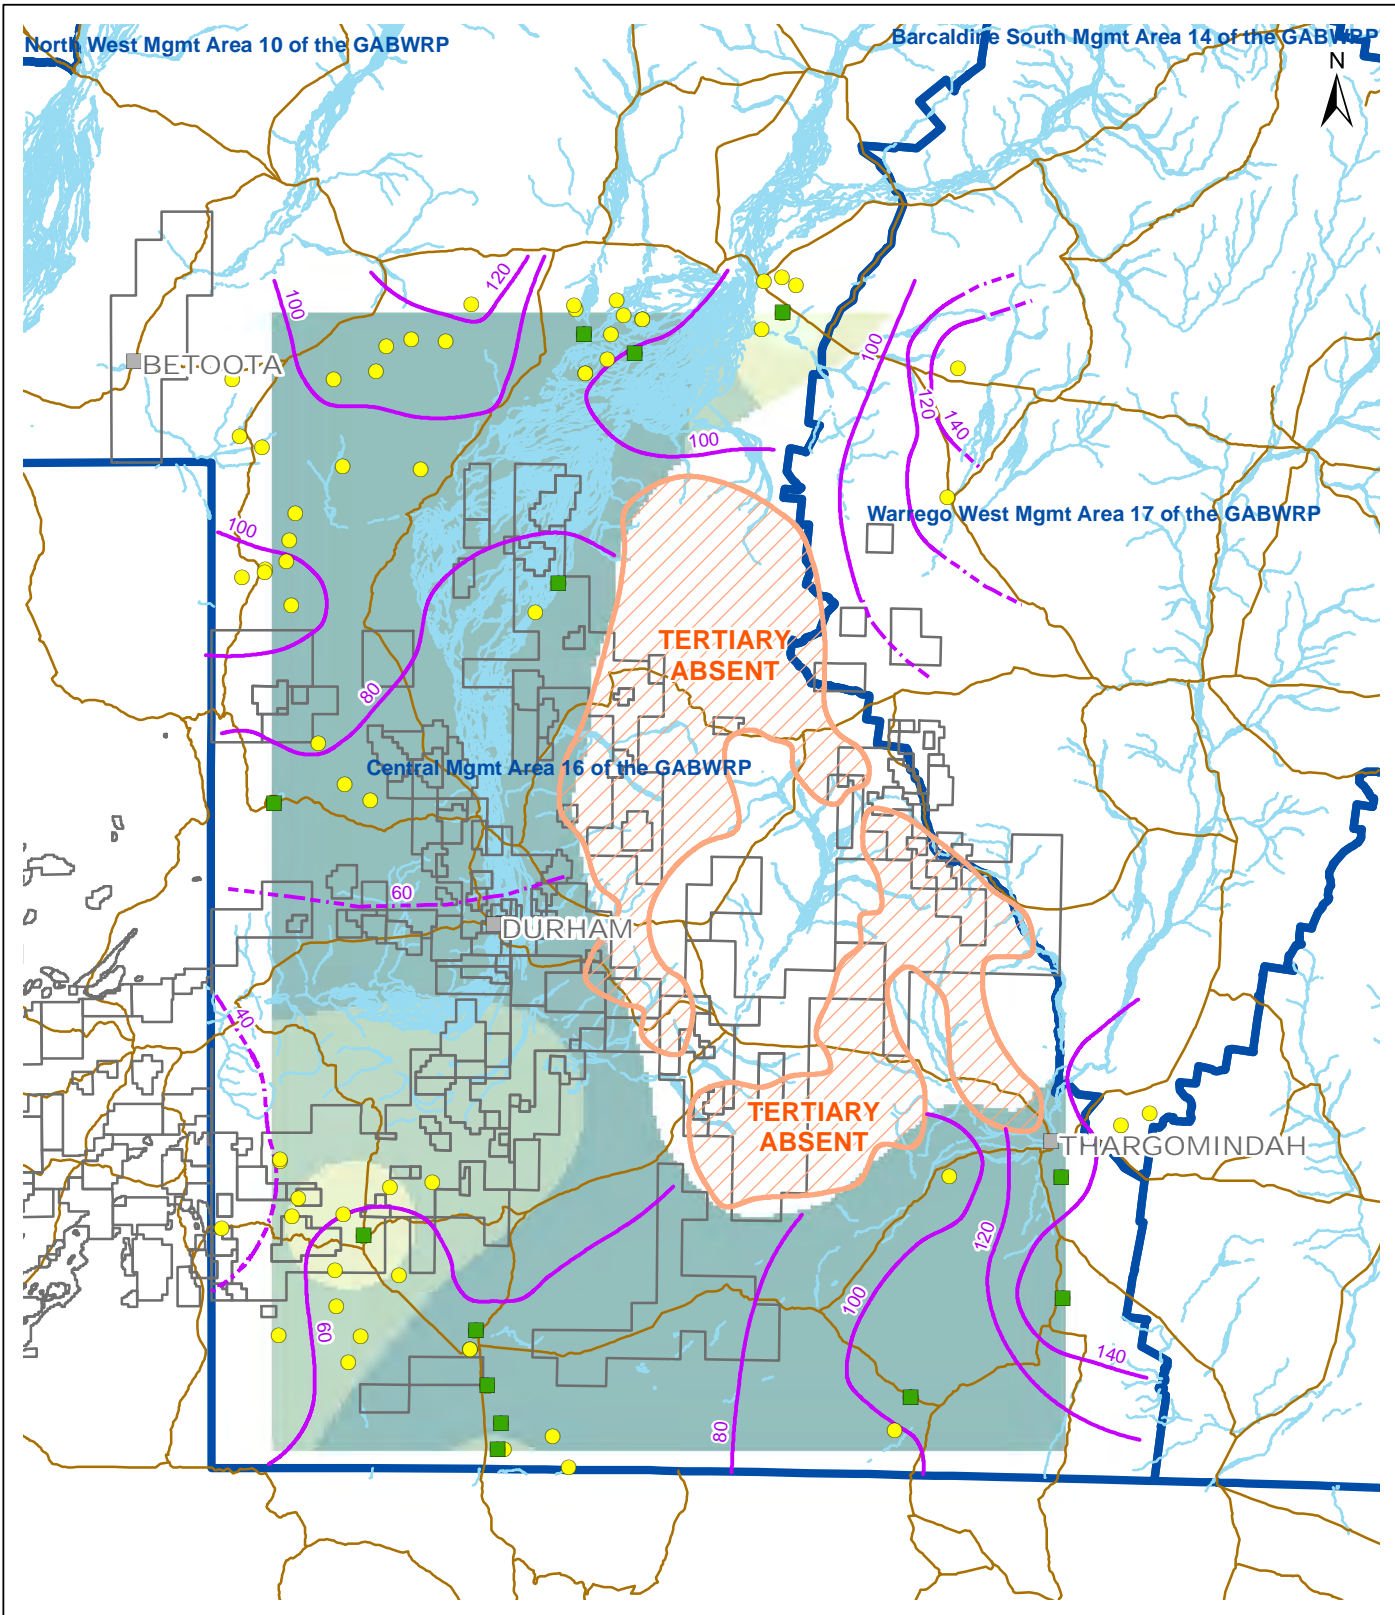 North West Mgmt Area 10 of the GABWRP
Barcaldine South Mgmt Area 14 of the GABWRP
N
120
100
100
BETOOTA
120
140
100
Warrego West Mgmt Area 17 of the GABWRP
100
TERTIARY
ABSENT
80
Central Mgmt Area 16 of the GABWRP
60
DURHAM
40
TERTIARY
ABSENT
THARGOMINDAH
120
100
60
140
80